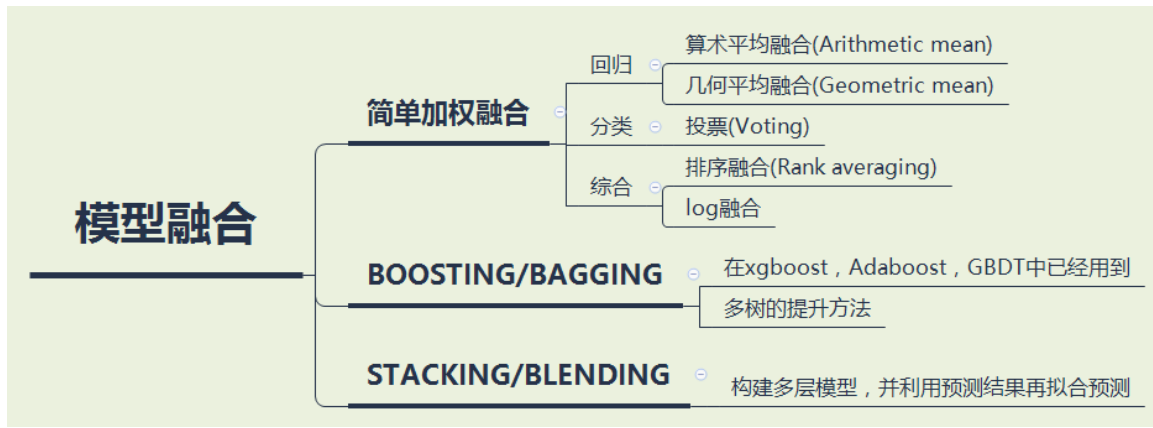 模型融合
简单加权融合
回归
算术平均融合(Arithmetic mean)
几何平均融合(Geometric mean)
分类
投票(Voting)
综合
排序融合(Rank averaging)
log融合
BOOSTING/BAGGING
在xgboost，Adaboost，GBDT中已经用到
多树的提升方法
STACKING/BLENDING
构建多层模型，并利用预测结果再拟合预测